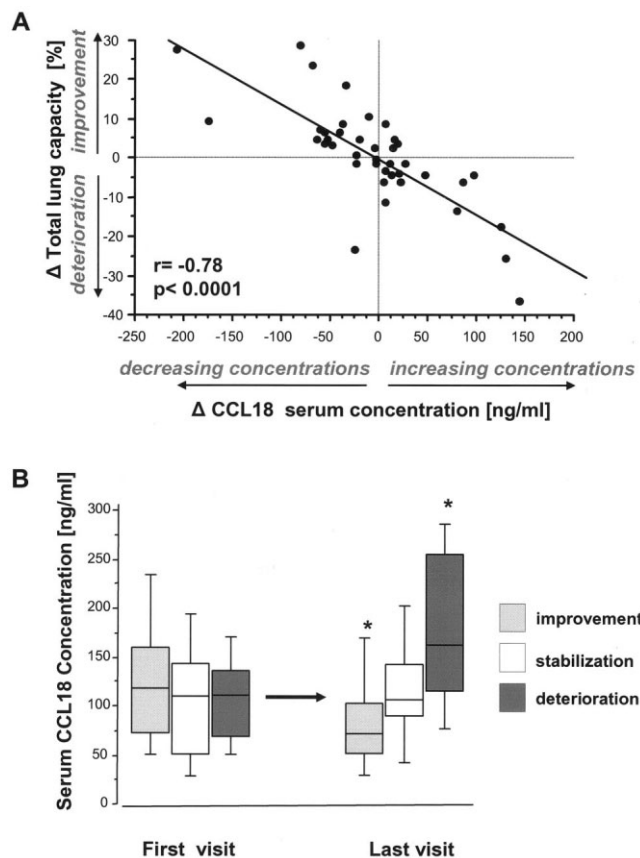 A
Δ Total lung capacity [%]
improvement
deterioration
30
20
10
0
-10
-20
-30
-40
r= -0.78
p< 0.0001
-250 -200 -150 -100 -50 0 50 100 150 200
decreasing concentrations increasing concentrations
Δ CCL18 serum concentration [ng/ml]
B
Serum CCL18 Concentration [ng/ml]
300
250
200
150
100
50
0
*
*
improvement
stabilization
deterioration
First visit Last visit